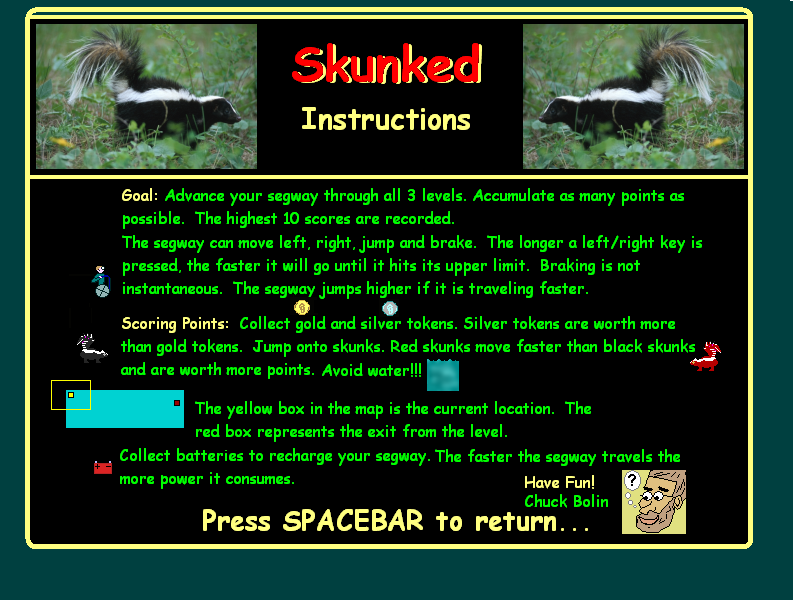 Skunked
Instructions
Goal: Advance your segway through all 3 levels. Accumulate as many points as
possible. The highest 10 scores are recorded.
The segway can move left, right, jump and brake. The longer a left/right key is
pressed, the faster it will go until it hits its upper limit. Braking is not
instantaneous. The segway jumps higher if it is traveling faster.
Scoring Points: Collect gold and silver tokens. Silver tokens are worth more
than gold tokens. Jump onto skunks. Red skunks move faster than black skunks
and are worth more points. Avoid water!!!
The yellow box in the map is the current location. The
red box represents the exit from the level.
Collect batteries to recharge your segway. The faster the segway travels the
more power it consumes.
Have Fun!
Chuck Bolin
?
Press SPACEBAR to return...